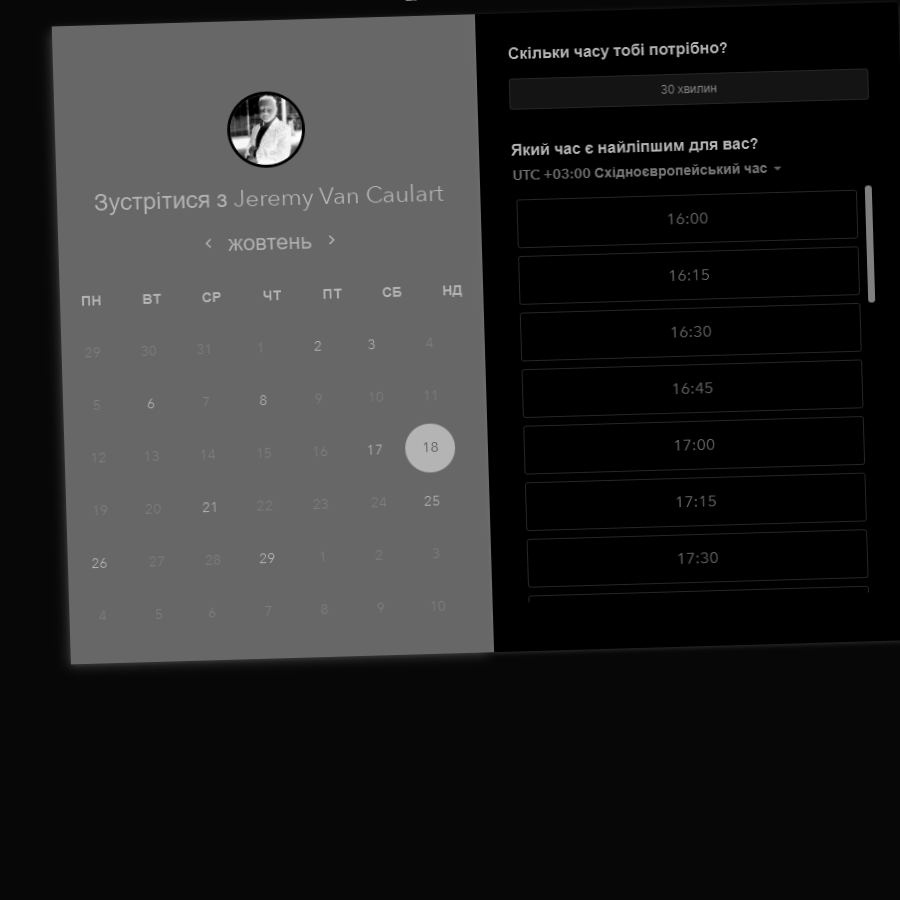 Зустрітися з Jeremy Van Caulart
жовтень
ПН ВТ СР ЧТ ПТ СБ НД
29 30 31 1 2 3 4
5 6 7 8 9 10 11
12 13 14 15 16 17 18
19 20 21 22 23 24 25
26 27 28 29 1 2 3
4 5 6 7 8 9 10
Скільки часу тобі потрібно?
30 хвилин
Який час є найліпшим для вас?
UTC +03:00 Східноєвропейський час
16:00
16:15
16:30
16:45
17:00
17:15
17:30